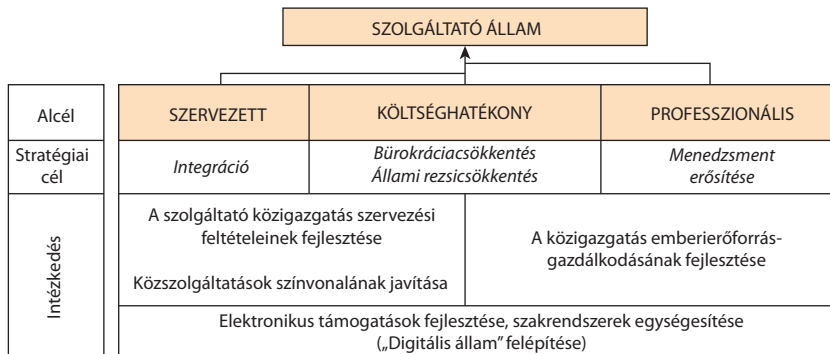 SZOLGÁLTATÓ ÁLLAM
Alcél
SZERVEZETT
KÖLTSÉGHATÉKONY
PROFESSZIONÁLIS
Stratégiai
cél
Integráció
Bürokráciacsökkentés
Állami rezsicsökkentés
Menedzsment
erősítése
Intézkedés
A szolgáltató közigazgatás szervezési
feltételeinek fejlesztése
Közszolgáltatások színvonalának javítása
A közigazgatás emberierőforrás-
gazdálkodásának fejlesztése
Elektronikus támogatások fejlesztése, szakrendszerek egységesítése
(„Digitális állam” felépítése)